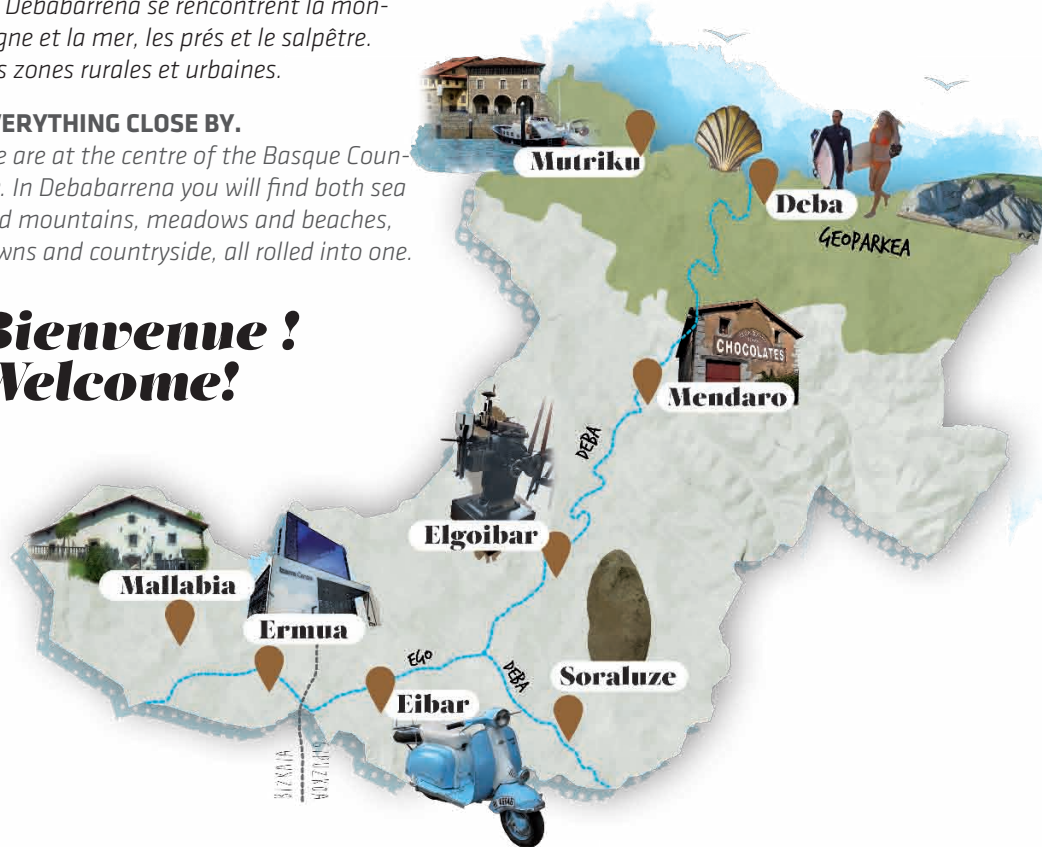 Debabarrena se rencontrent la mon-
gne et la mer, les prés et le salpêtre.
s zones rurales et urbaines.
VERYTHING CLOSE BY.
e are at the centre of the Basque Coun-
. In Debabarrena you will find both sea
d mountains, meadows and beaches,
wns and countryside, all rolled into one.
Bienvenue !
Welcome!
Mutriku
Deba
GEOPARKEA
CHOCOLATES
Mendaro
DEBA
Elgoibar
Mallabia
Ermua
EGO
DEBA
Soraluze
Eibar
BIZKAIA
GIPUZKOA